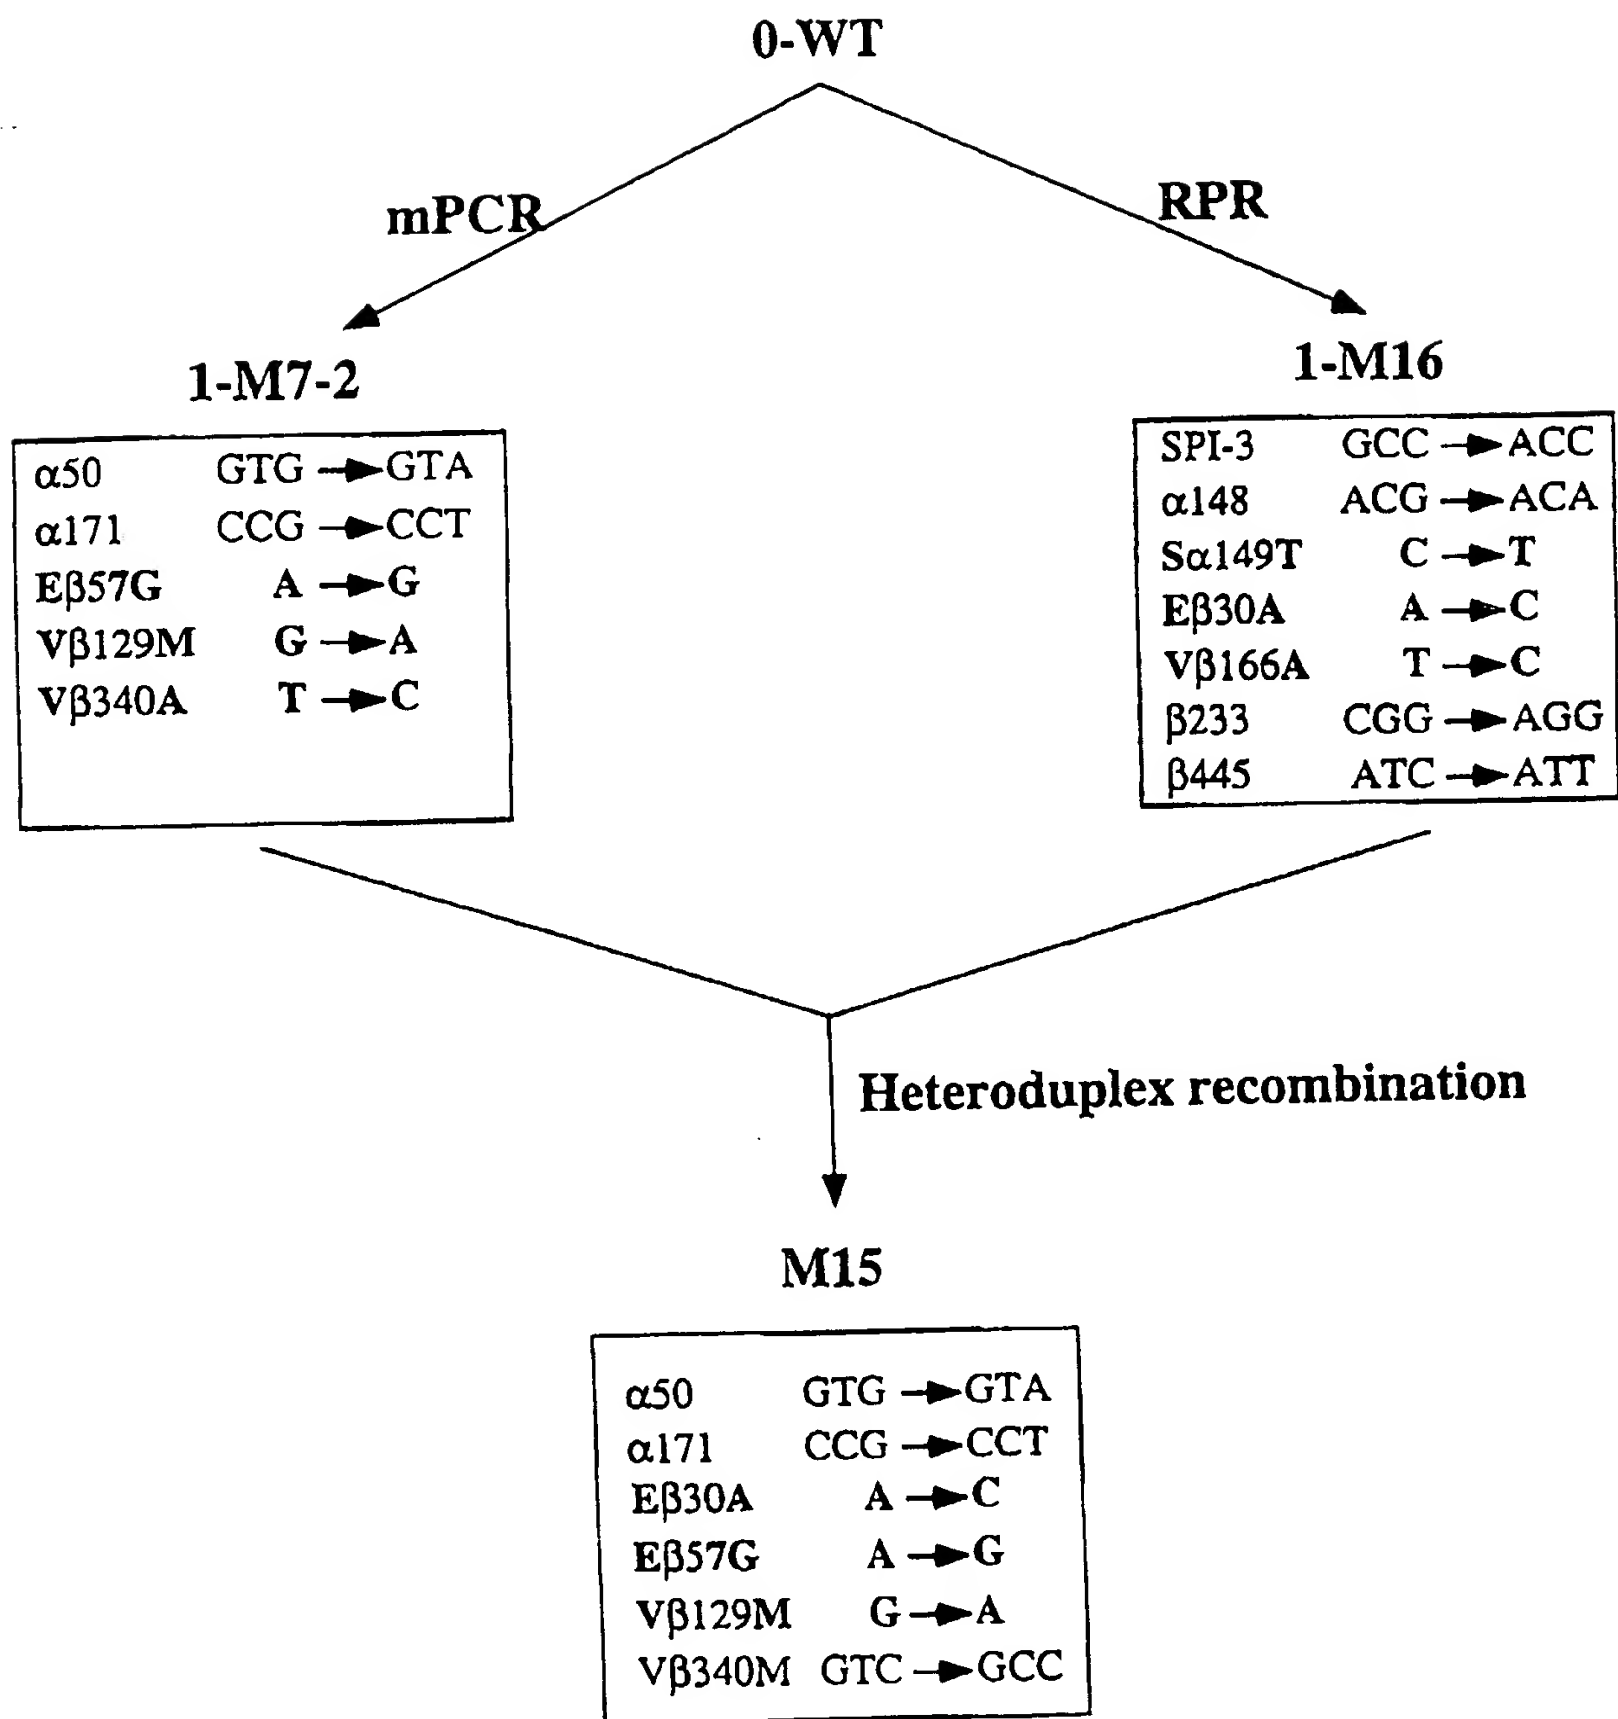 0-WT
mPCR
RPR
1-M7-2
α50 GTG → GTA
α171 CCG → CCT
Eβ57G A → G
Vβ129M G → A
Vβ340A T → C
1-M16
SPI-3 GCC → ACC
α148 ACG → ACA
Sα149T C → T
Eβ30A A → C
Vβ166A T → C
β233 CGG → AGG
β445 ATC → ATT
Heteroduplex recombination
M15
α50 GTG → GTA
α171 CCG → CCT
Eβ30A A → C
Eβ57G A → G
Vβ129M G → A
Vβ340M GTC → GCC